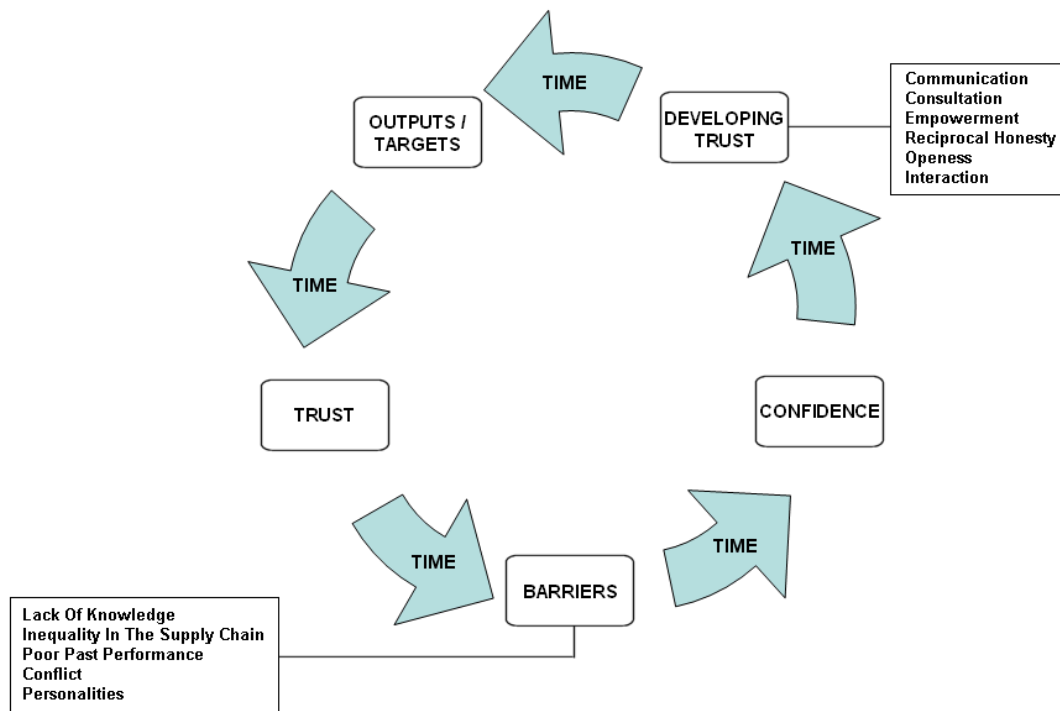 TIME
OUTPUTS /
TARGETS
DEVELOPING
TRUST
Communication
Consultation
Empowerment
Reciprocal Honesty
Openess
Interaction
TIME
TIME
TRUST
CONFIDENCE
TIME
TIME
BARRIERS
Lack Of Knowledge
Inequality In The Supply Chain
Poor Past Performance
Conflict
Personalities